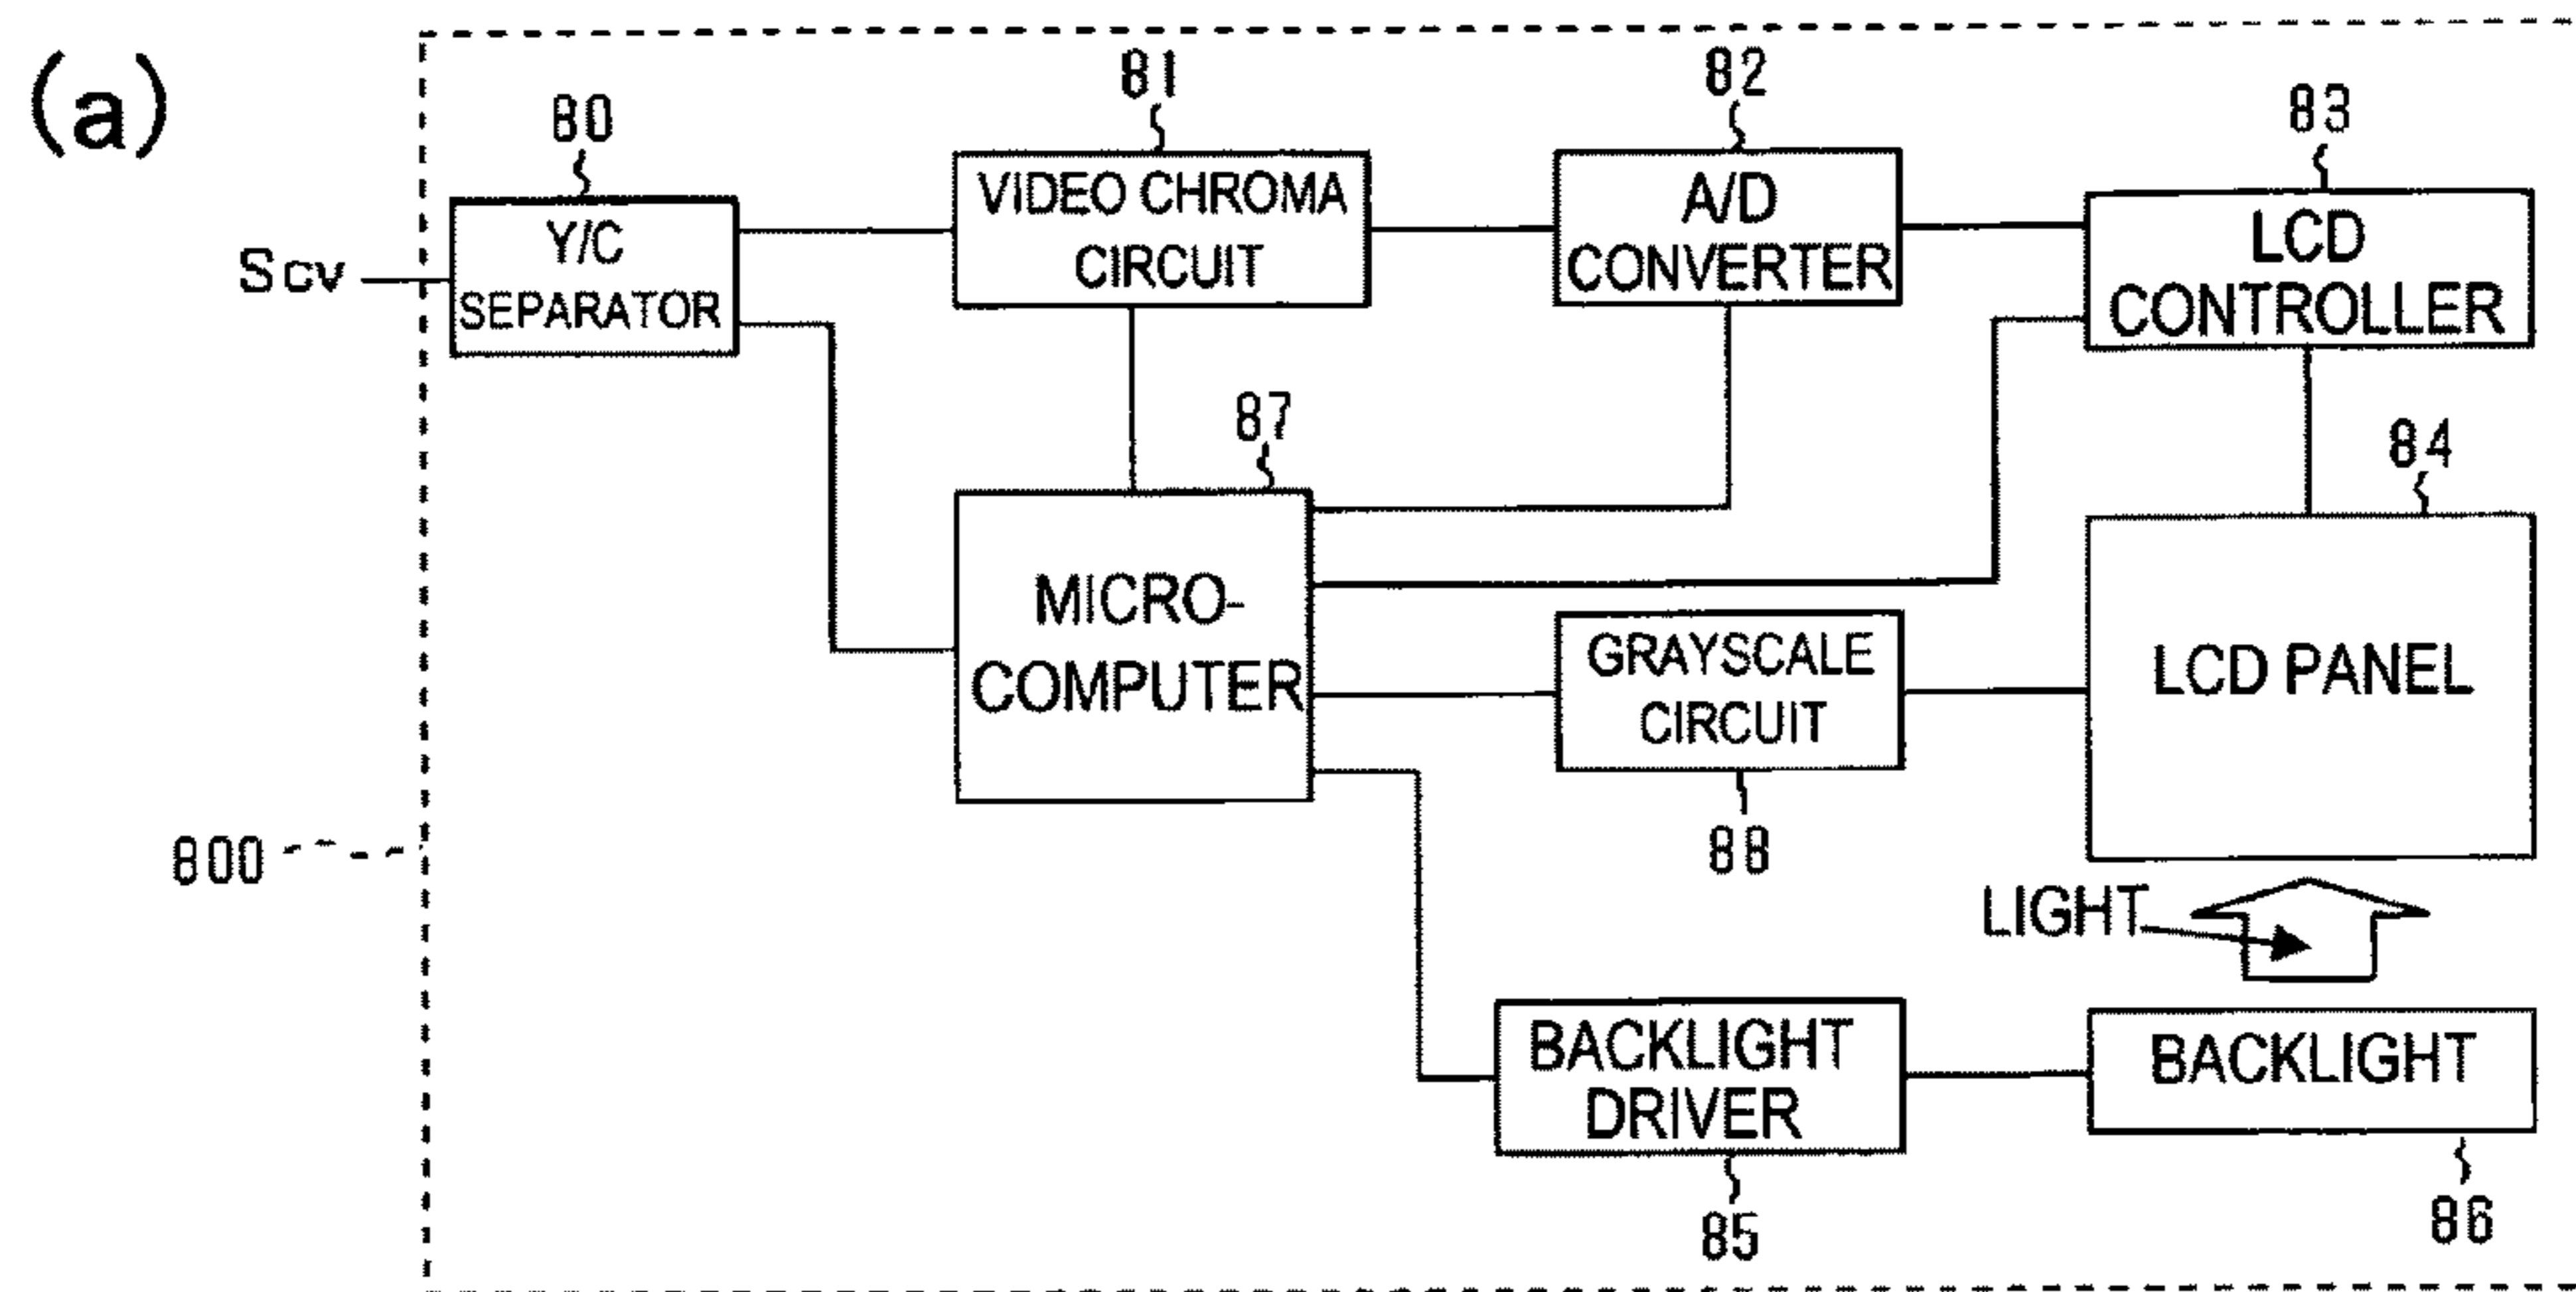 (a)
80
81
82
83
Scv
Y/C
SEPARATOR
VIDEO CHROMA
CIRCUIT
A/D
CONVERTER
LCD
CONTROLLER
87
84
MICRO-
COMPUTER
GRAYSCALE
CIRCUIT
LCD PANEL
88
800
LIGHT
BACKLIGHT
DRIVER
BACKLIGHT
85
86